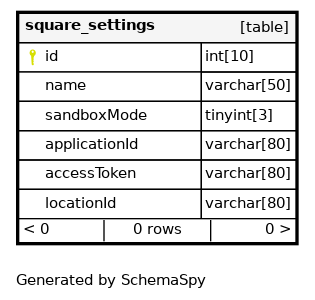 square_settings [table]
id int[10]
name varchar[50]
sandboxMode tinyint[3]
applicationId varchar[80]
accessToken varchar[80]
locationId varchar[80]
< 0 0 rows 0 >
Generated by SchemaSpy